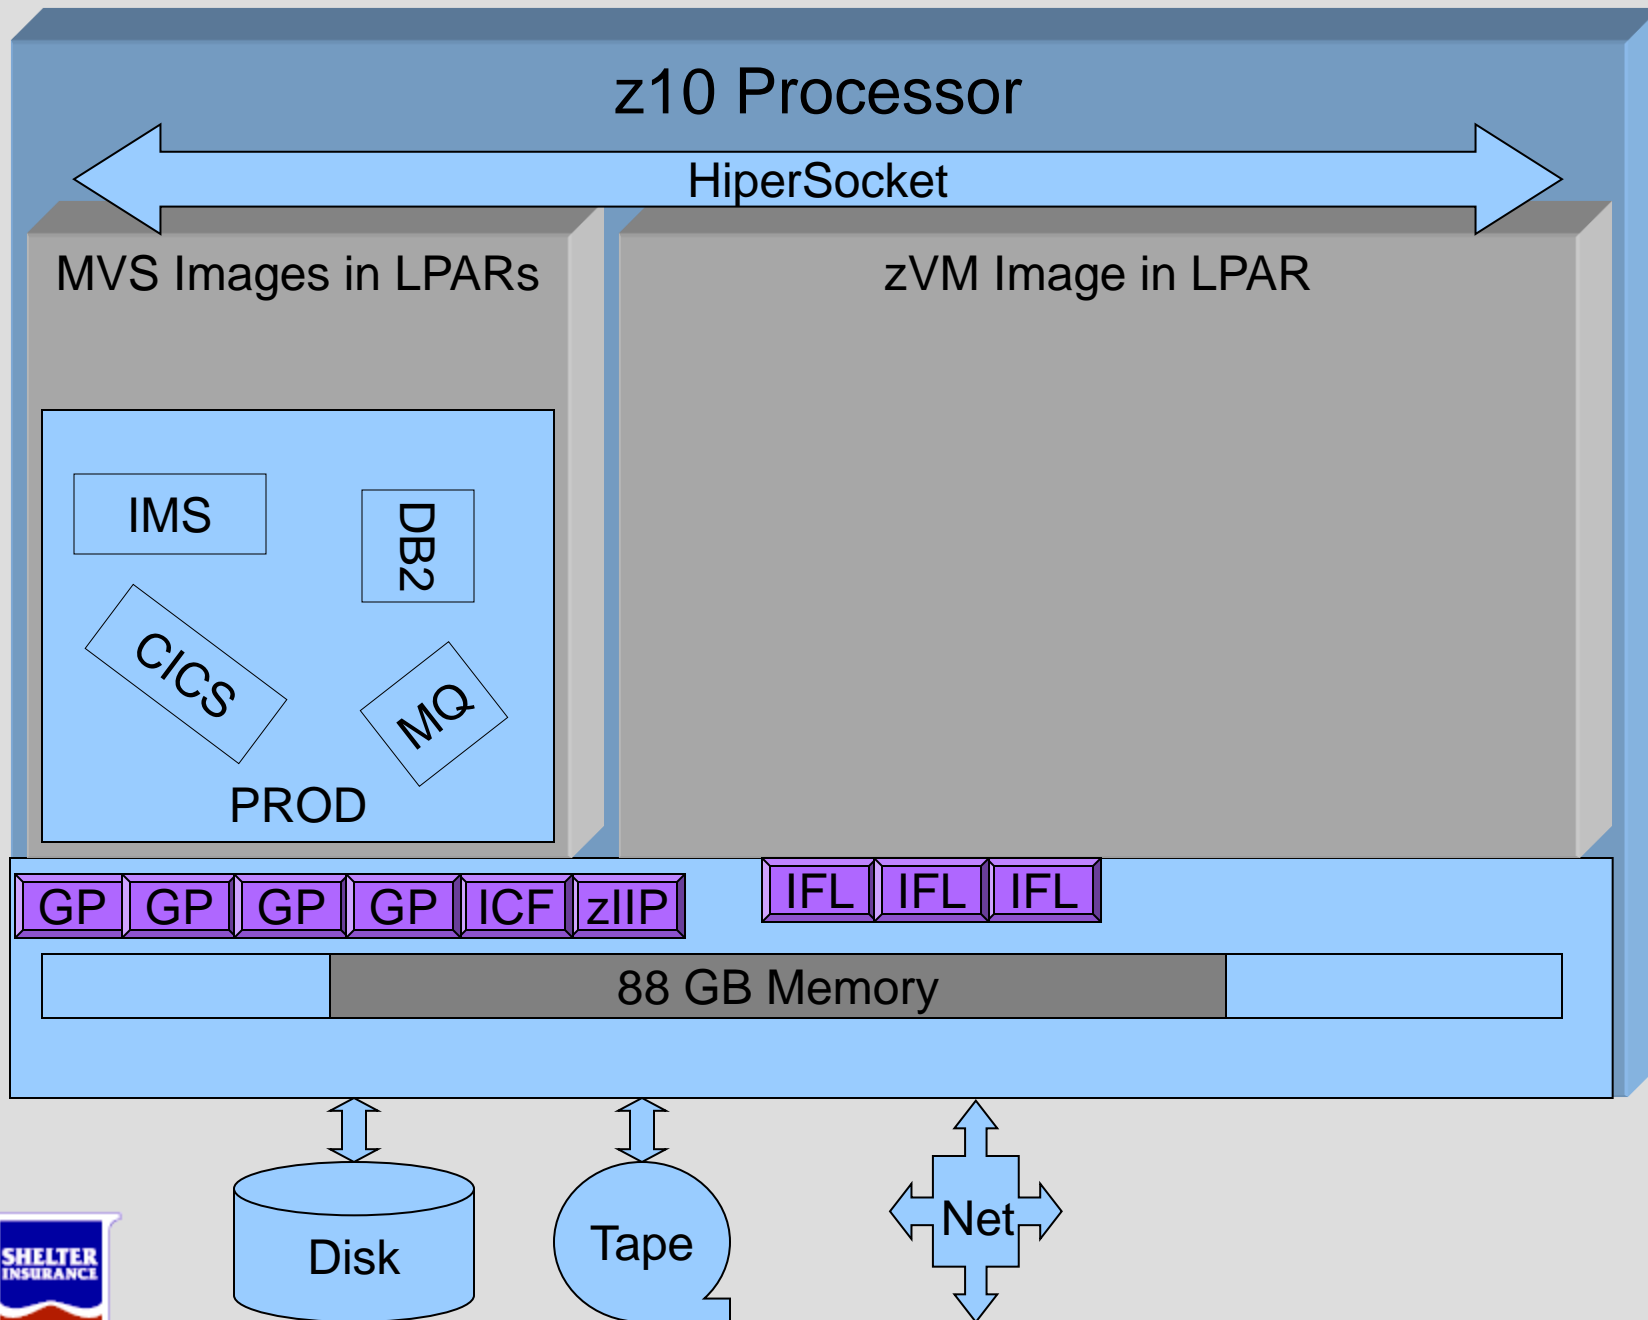 z10 Processor
HiperSocket
MVS Images in LPARs
zVM Image in LPAR
IMS
DB2
CICS
MQ
PROD
GP
GP
GP
GP
ICF
zIIP
IFL
IFL
IFL
88 GB Memory
Disk
Tape
Net
SHELTER
INSURANCE